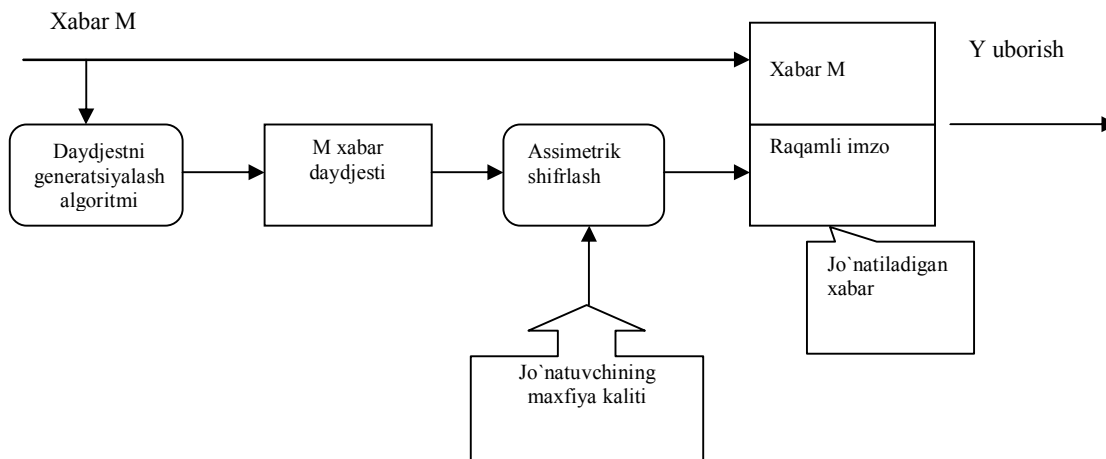 Xabar M
Y uborish
Xabar M
Daydjestni
generatsiyalash
algoritmi
M xabar
daydjesti
Assimetrik
shifrlash
Raqamli imzo
Jo`natiladigan
xabar
Jo`natuvchining
maxfiya kaliti